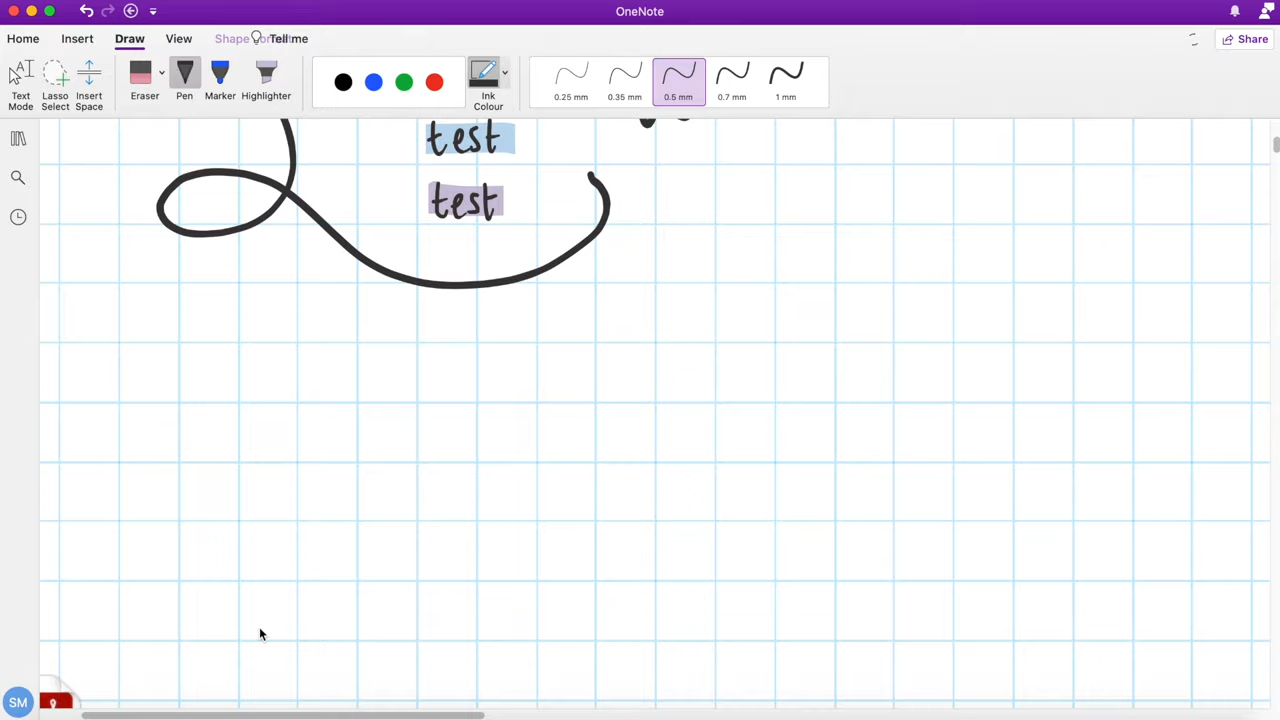 OneNote
Home Insert Draw View Shape Tell me
Share
Text Mode
Lasso Select
Insert Space
Eraser
Pen
Marker
Highlighter
Ink Colour
0.25 mm
0.35 mm
0.5 mm
0.7 mm
1 mm
test
test
SM